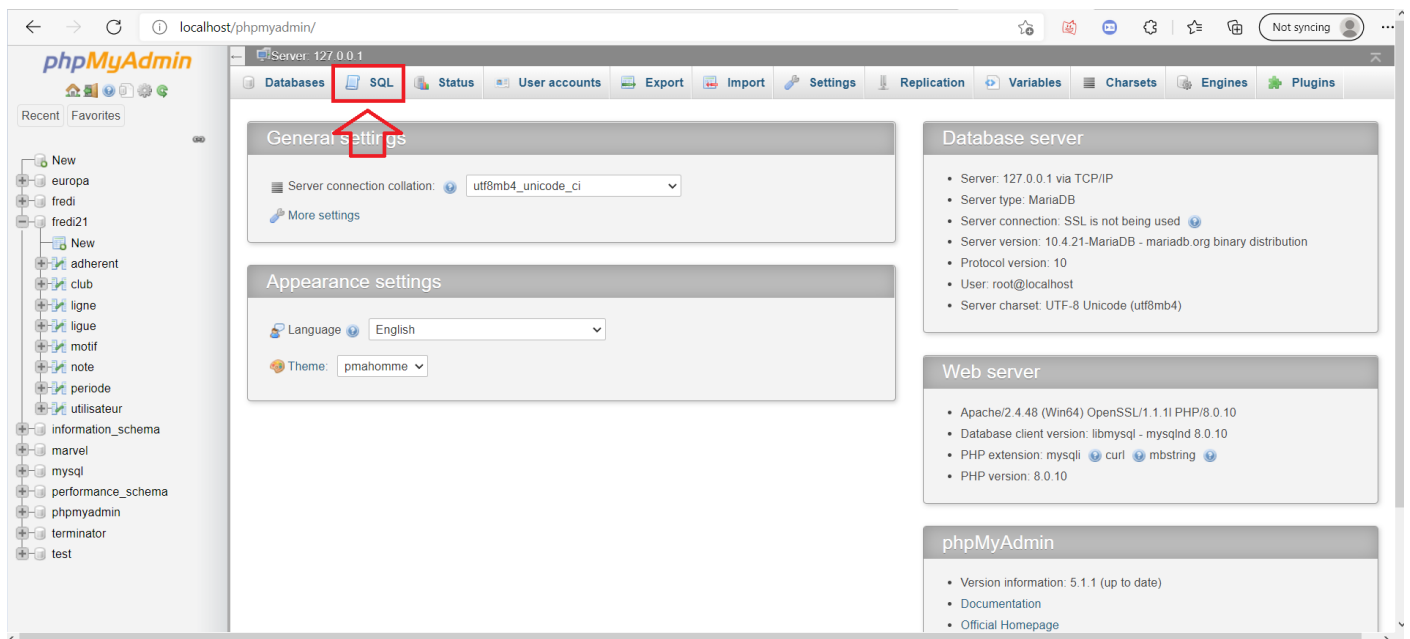 localhost/phpmyadmin/
Not syncing
phpMyAdmin
Recent Favorites
New
europa
fredi
fredi21
New
adherent
club
ligne
ligue
motif
note
periode
utilisateur
information_schema
marvel
mysql
performance_schema
phpmyadmin
terminator
test
Server: 127.0.0.1
Databases SQL Status User accounts Export Import Settings Replication Variables Charsets Engines Plugins
General settings
Server connection collation: utf8mb4_unicode_ci
More settings
Appearance settings
Language English
Theme: pmahomme
Database server
Server: 127.0.0.1 via TCP/IP
Server type: MariaDB
Server connection: SSL is not being used
Server version: 10.4.21-MariaDB - mariadb.org binary distribution
Protocol version: 10
User: root@localhost
Server charset: UTF-8 Unicode (utf8mb4)
Web server
Apache/2.4.48 (Win64) OpenSSL/1.1.1l PHP/8.0.10
Database client version: libmysql - mysqlnd 8.0.10
PHP extension: mysqli curl mbstring
PHP version: 8.0.10
phpMyAdmin
Version information: 5.1.1 (up to date)
Documentation
Official Homepage